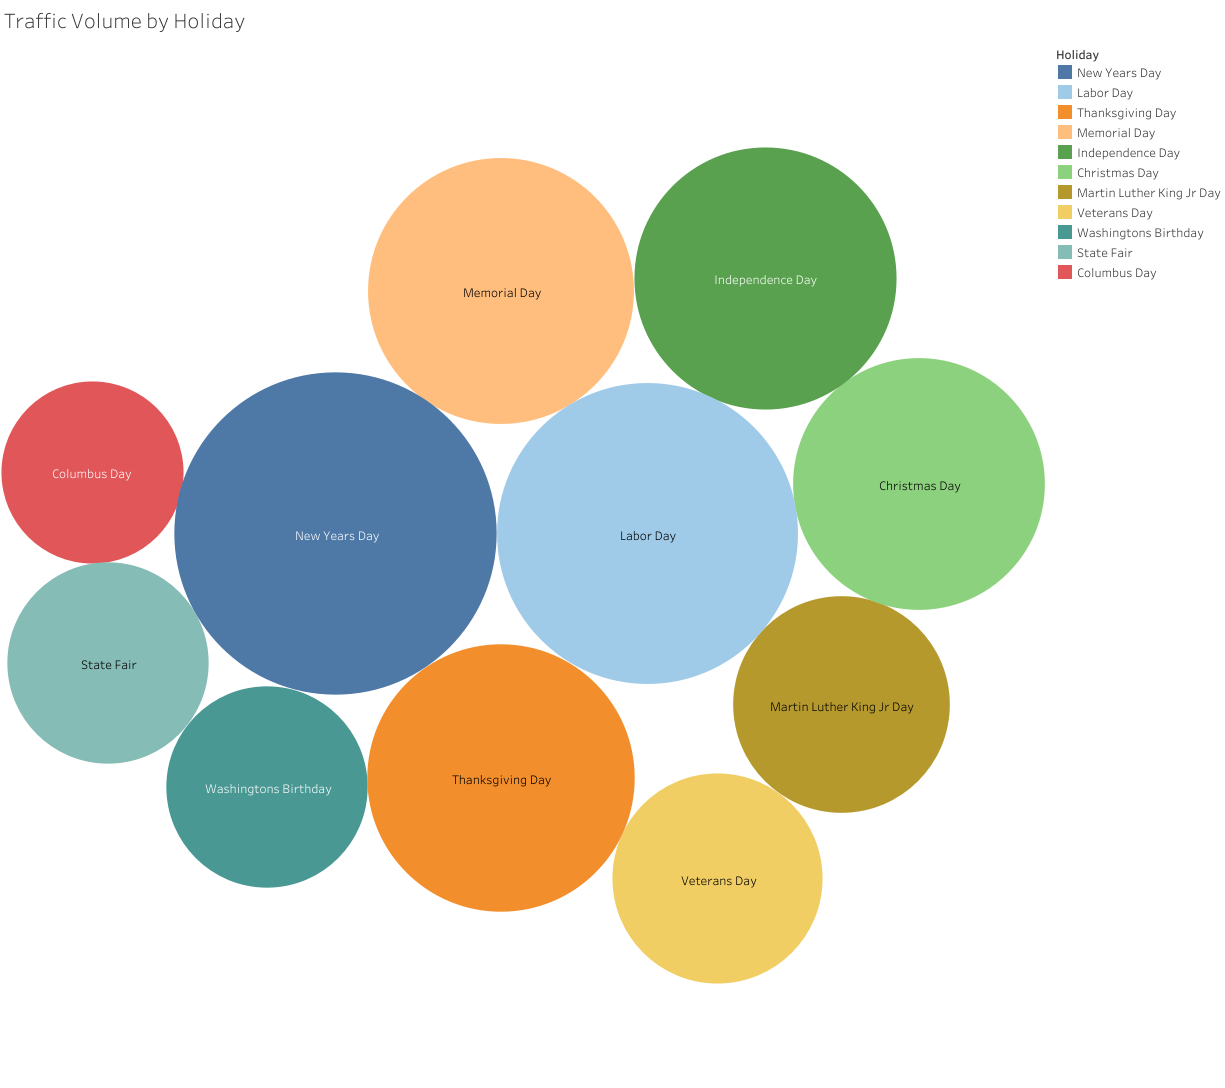 Traffic Volume by Holiday
Holiday
New Years Day
Labor Day
Thanksgiving Day
Memorial Day
Independence Day
Christmas Day
Martin Luther King Jr Day
Veterans Day
Washingtons Birthday
State Fair
Columbus Day
Independence Day
Memorial Day
Columbus Day
Christmas Day
New Years Day
Labor Day
State Fair
Martin Luther King Jr Day
Thanksgiving Day
Washingtons Birthday
Veterans Day